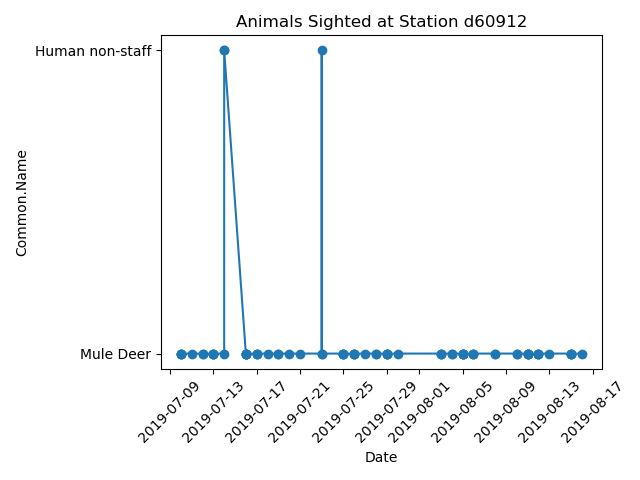 Animals Sighted at Station d60912
Common.Name
Human non-staff
Mule Deer
2019-07-09
2019-07-13
2019-07-17
2019-07-21
2019-07-25
2019-07-29
2019-08-01
2019-08-05
2019-08-09
2019-08-13
2019-08-17
Date